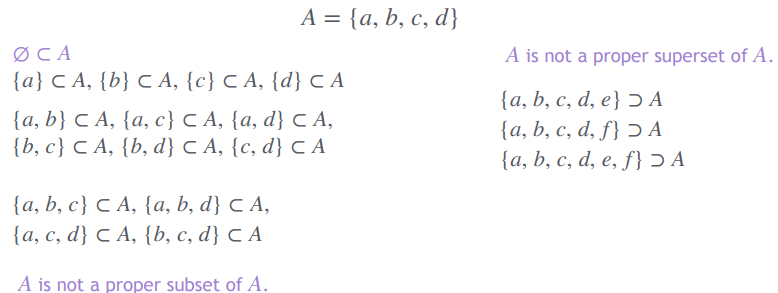 A = {a, b, c, d}
∅ ⊂ A
{a} ⊂ A, {b} ⊂ A, {c} ⊂ A, {d} ⊂ A
{a, b} ⊂ A, {a, c} ⊂ A, {a, d} ⊂ A,
{b, c} ⊂ A, {b, d} ⊂ A, {c, d} ⊂ A
{a, b, c} ⊂ A, {a, b, d} ⊂ A,
{a, c, d} ⊂ A, {b, c, d} ⊂ A
A is not a proper subset of A.
A is not a proper superset of A.
{a, b, c, d, e} ⊃ A
{a, b, c, d, f} ⊃ A
{a, b, c, d, e, f} ⊃ A